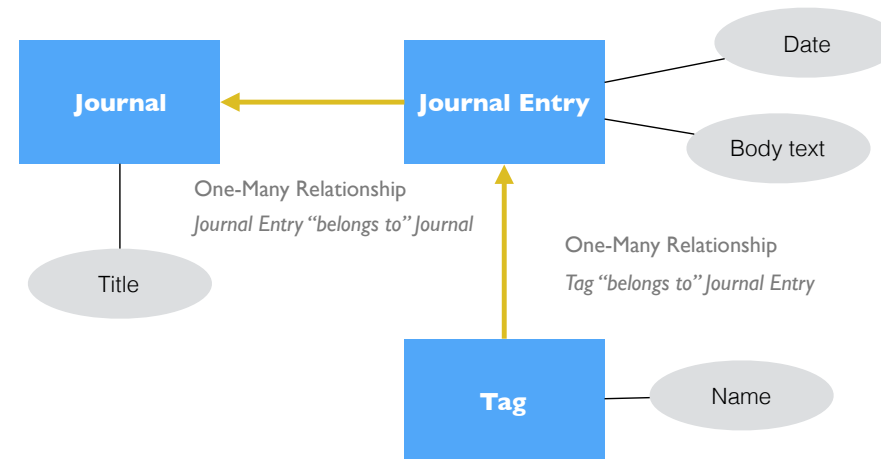 Date
Journal
Journal Entry
Body text
One-Many Relationship
Journal Entry “belongs to” Journal
One-Many Relationship
Tag “belongs to” Journal Entry
Title
Tag
Name